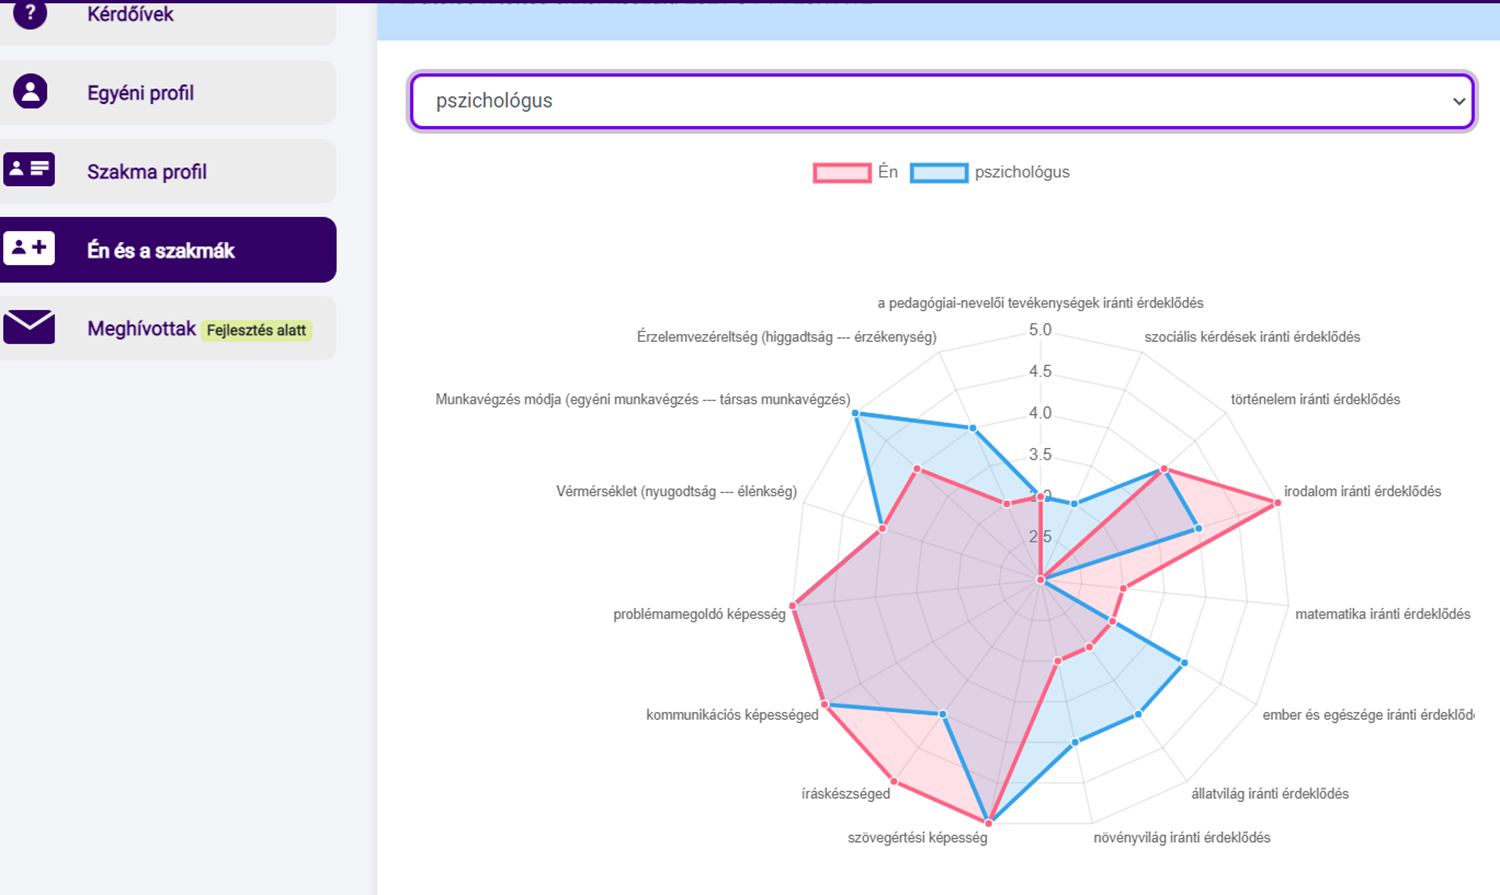 Kérdőívek
Egyéni profil
Szakma profil
Én és a szakmák
Meghívottak Fejlesztés alatt
pszichológus
Én pszichológus
a pedagógiai-nevelői tevékenységek iránti érdeklődés
Érzelemvezéreltség (higgadtság --- érzékenység)
5.0
szociális kérdések iránti érdeklődés
4.5
Munkavégzés módja (egyéni munkavégzés --- társas munkavégzés)
4.0
történelem iránti érdeklődés
3.5
Vérmérséklet (nyugodtság --- élénkség)
irodalom iránti érdeklődés
2.5
problémamegoldó képesség
matematika iránti érdeklődés
kommunikációs képességed
ember és egészége iránti érdeklőd
íráskészséged
állatvilág iránti érdeklődés
szövegértési képesség
növényvilág iránti érdeklődés